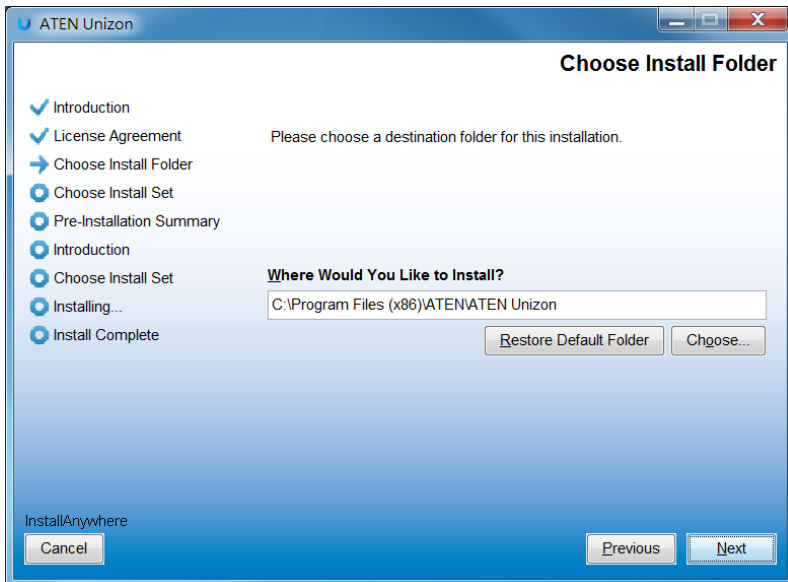 ATEN Unizon
Choose Install Folder
Introduction
License Agreement
Choose Install Folder
Choose Install Set
Pre-Installation Summary
Introduction
Choose Install Set
Installing...
Install Complete
Please choose a destination folder for this installation.
Where Would You Like to Install?
C:\Program Files (x86)\ATEN\ATEN Unizon
Restore Default Folder
Choose...
InstallAnywhere
Cancel
Previous
Next